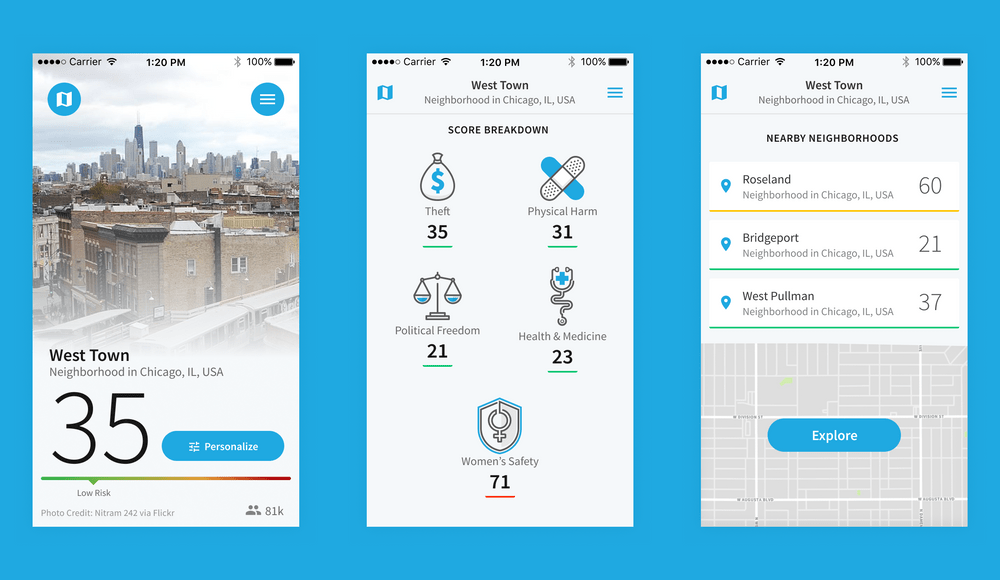 ●●●●○ Carrier 1:20 PM 100%
West Town
Neighborhood in Chicago, IL, USA
35
Personalize
Low Risk
Photo Credit: Nitram 242 via Flickr
81k
●●●●○ Carrier 1:20 PM 100%
West Town
Neighborhood in Chicago, IL, USA
SCORE BREAKDOWN
$
Theft
35
Physical Harm
31
Political Freedom
21
Health & Medicine
23
Women's Safety
71
●●●●○ Carrier 1:20 PM 100%
West Town
Neighborhood in Chicago, IL, USA
NEARBY NEIGHBORHOODS
Roseland
Neighborhood in Chicago, IL, USA
60
Bridgeport
Neighborhood in Chicago, IL, USA
21
West Pullman
Neighborhood in Chicago, IL, USA
37
W DIVISION ST
W DIVISION ST
Explore
W AUGUSTA BLVD
W AUGUSTA BLVD